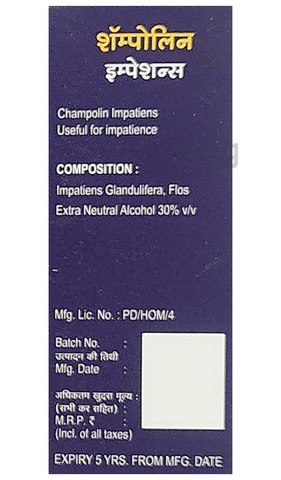 शॅम्पोलिन
इम्पेशन्स
Champolin Impatiens
Useful for impatience
COMPOSITION :
Impatiens Glandulifera, Flos
Extra Neutral Alcohol 30% v/v
Mfg. Lic. No. : PD/HOM/4
Batch No. :
उत्पादन की तिथी
Mfg. Date :
अधिकतम खुदरा मूल्य :
(सभी कर सहित) :
M.R.P. ₹ :
(Incl. of all taxes)
EXPIRY 5 YRS. FROM MFG. DATE